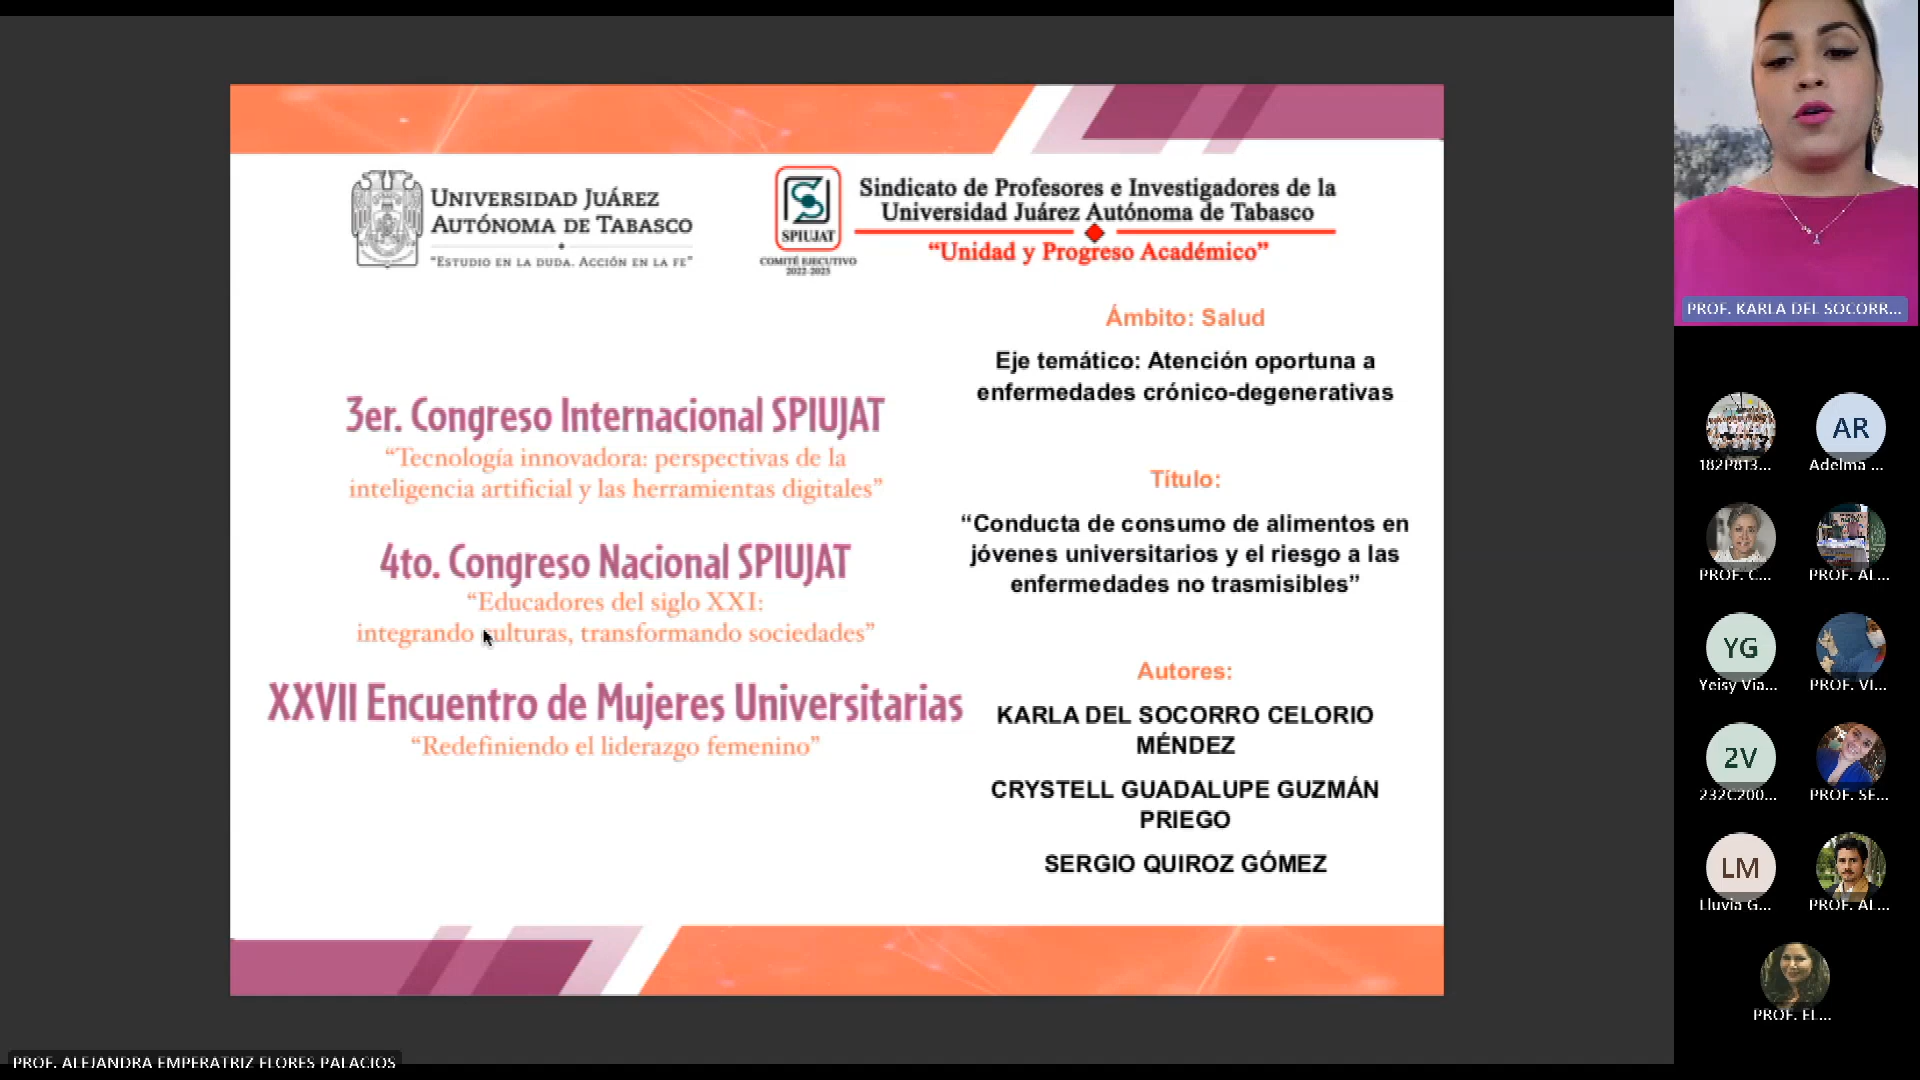 UNIVERSIDAD JUÁREZ
AUTÓNOMA DE TABASCO
“ESTUDIO EN LA DUDA. ACCIÓN EN LA FE”
SPIUJAT
COMITÉ EJECUTIVO
2022-2025
Sindicato de Profesores e Investigadores de la
Universidad Juárez Autónoma de Tabasco
“Unidad y Progreso Académico”
3er. Congreso Internacional SPIUJAT
“Tecnología innovadora: perspectivas de la
inteligencia artificial y las herramientas digitales”
4to. Congreso Nacional SPIUJAT
“Educadores del siglo XXI:
integrando culturas, transformando sociedades”
XXVII Encuentro de Mujeres Universitarias
“Redefiniendo el liderazgo femenino”
Ámbito: Salud
Eje temático: Atención oportuna a
enfermedades crónico-degenerativas
Título:
“Conducta de consumo de alimentos en
jóvenes universitarios y el riesgo a las
enfermedades no trasmisibles”
Autores:
KARLA DEL SOCORRO CELORIO
MÉNDEZ
CRYSTELL GUADALUPE GUZMÁN
PRIEGO
SERGIO QUIROZ GÓMEZ
PROF. KARLA DEL SOCORR...
182P813...
AR
Adelma ...
PROF. C...
PROF. AL...
YG
Yeisy Via...
PROF. VI...
2V
232C200...
PROF. SE...
LM
Lluvia G...
PROF. AL...
PROF. EL...
PROF. ALEJANDRA EMPERATRIZ FLORES PALACIOS